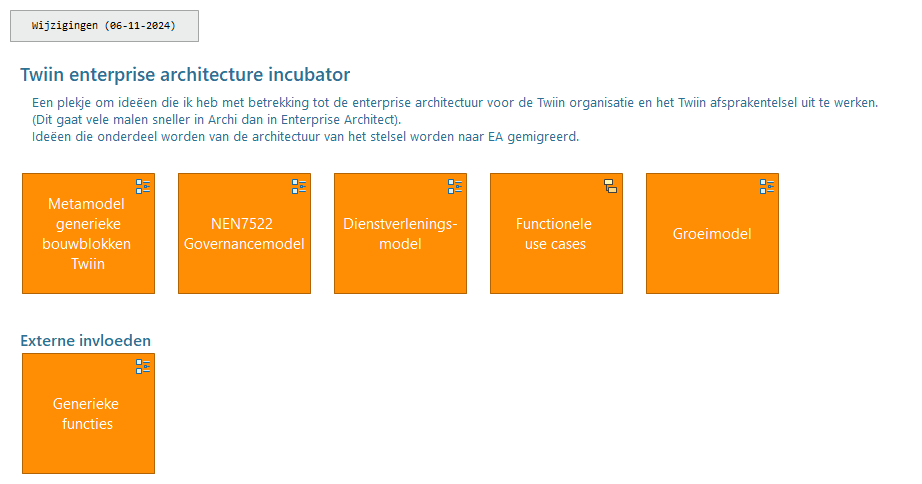 Wijzigingen (06-11-2024)
Twiin enterprise architecture incubator
Een plekje om ideëen die ik heb met betrekking tot de enterprise architectuur voor de Twiin organisatie en het Twiin afsprakentelsel uit te werken.
(Dit gaat vele malen sneller in Archi dan in Enterprise Architect).
Ideëen die onderdeel worden van de architectuur van het stelsel worden naar EA gemigreerd.
Metamodel
generieke
bouwblokken
Twiin
NEN7522
Governancemodel
Dienstverlenings-
model
Functionele
use cases
Groeimodel
Externe invloeden
Generieke
functies